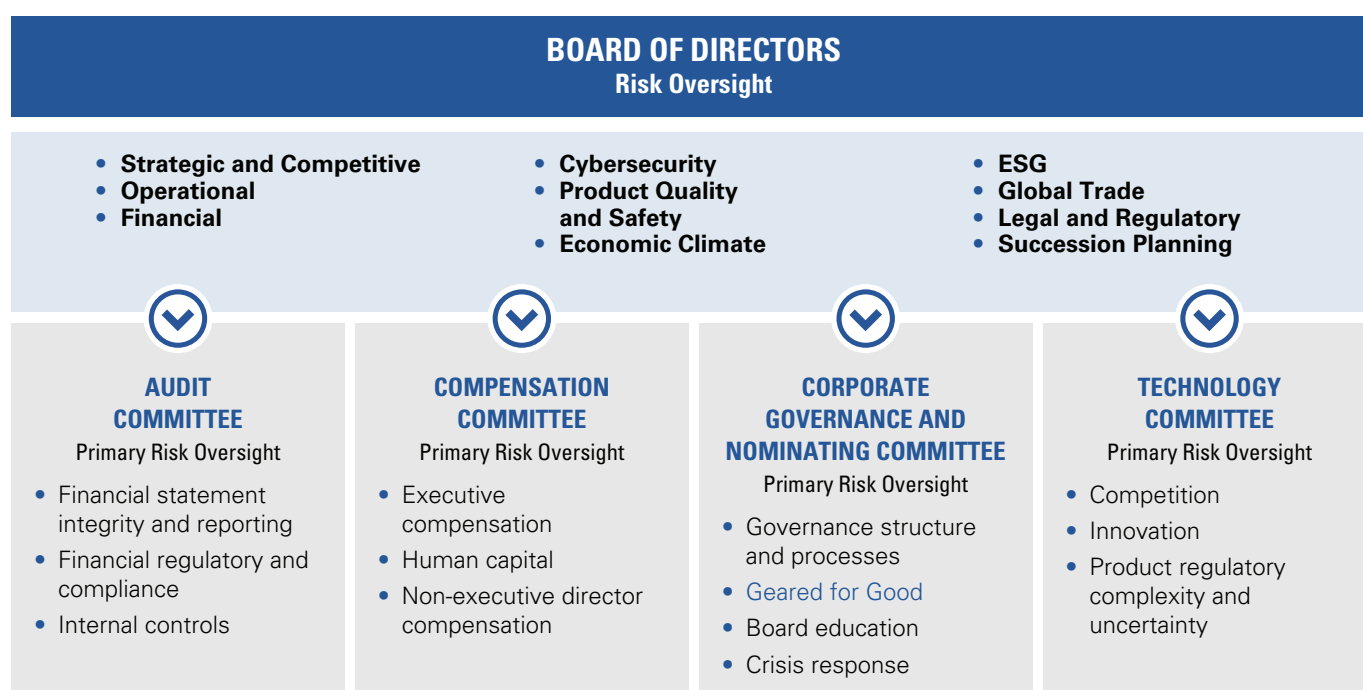 BOARD OF DIRECTORS
Risk Oversight
• Strategic and Competitive
• Operational
• Financial
• Cybersecurity
• Product Quality
and Safety
• Economic Climate
• ESG
• Global Trade
• Legal and Regulatory
• Succession Planning
AUDIT
COMMITTEE
Primary Risk Oversight
• Financial statement
integrity and reporting
• Financial regulatory and
compliance
• Internal controls
COMPENSATION
COMMITTEE
Primary Risk Oversight
• Executive
compensation
• Human capital
• Non-executive director
compensation
CORPORATE
GOVERNANCE AND
NOMINATING COMMITTEE
Primary Risk Oversight
• Governance structure
and processes
• Geared for Good
• Board education
• Crisis response
TECHNOLOGY
COMMITTEE
Primary Risk Oversight
• Competition
• Innovation
• Product regulatory
complexity and
uncertainty